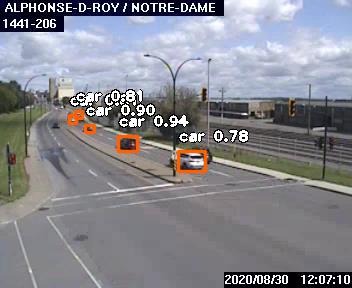 ALPHONSE-D-ROY / NOTRE-DAME
1441-206
car 0.81
car 0.90
car 0.94
car 0.78
2020/08/30 12:07:10